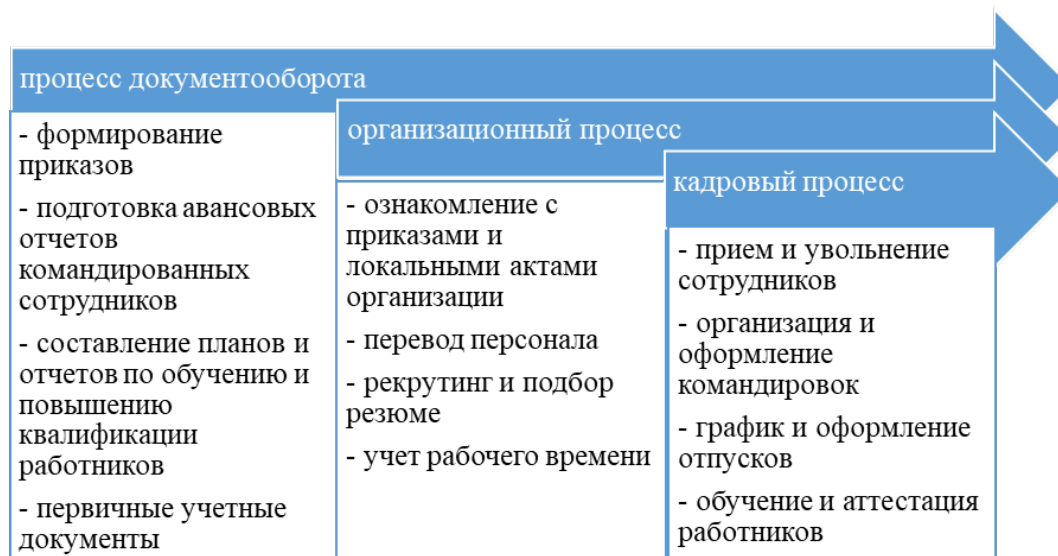 процесс документооборота
- формирование
приказов
- подготовка авансовых
отчетов
командированных
сотрудников
- составление планов и
отчетов по обучению и
повышению
квалификации
работников
- первичные учетные
документы
организационный процесс
- ознакомление с
приказами и
локальными актами
организации
- перевод персонала
- рекрутинг и подбор
резюме
- учет рабочего времени
кадровый процесс
- прием и увольнение
сотрудников
- организация и
оформление
командировок
- график и оформление
отпусков
- обучение и аттестация
работников